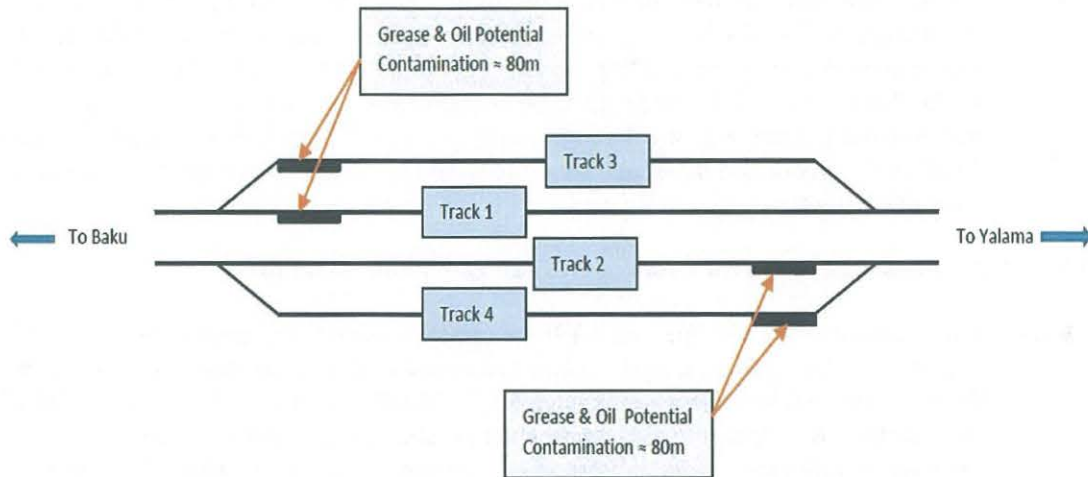 Grease & Oil Potential
Contamination ≈ 80m
Track 3
Track 1
To Baku
To Yalama
Track 2
Track 4
Grease & Oil Potential
Contamination ≈ 80m